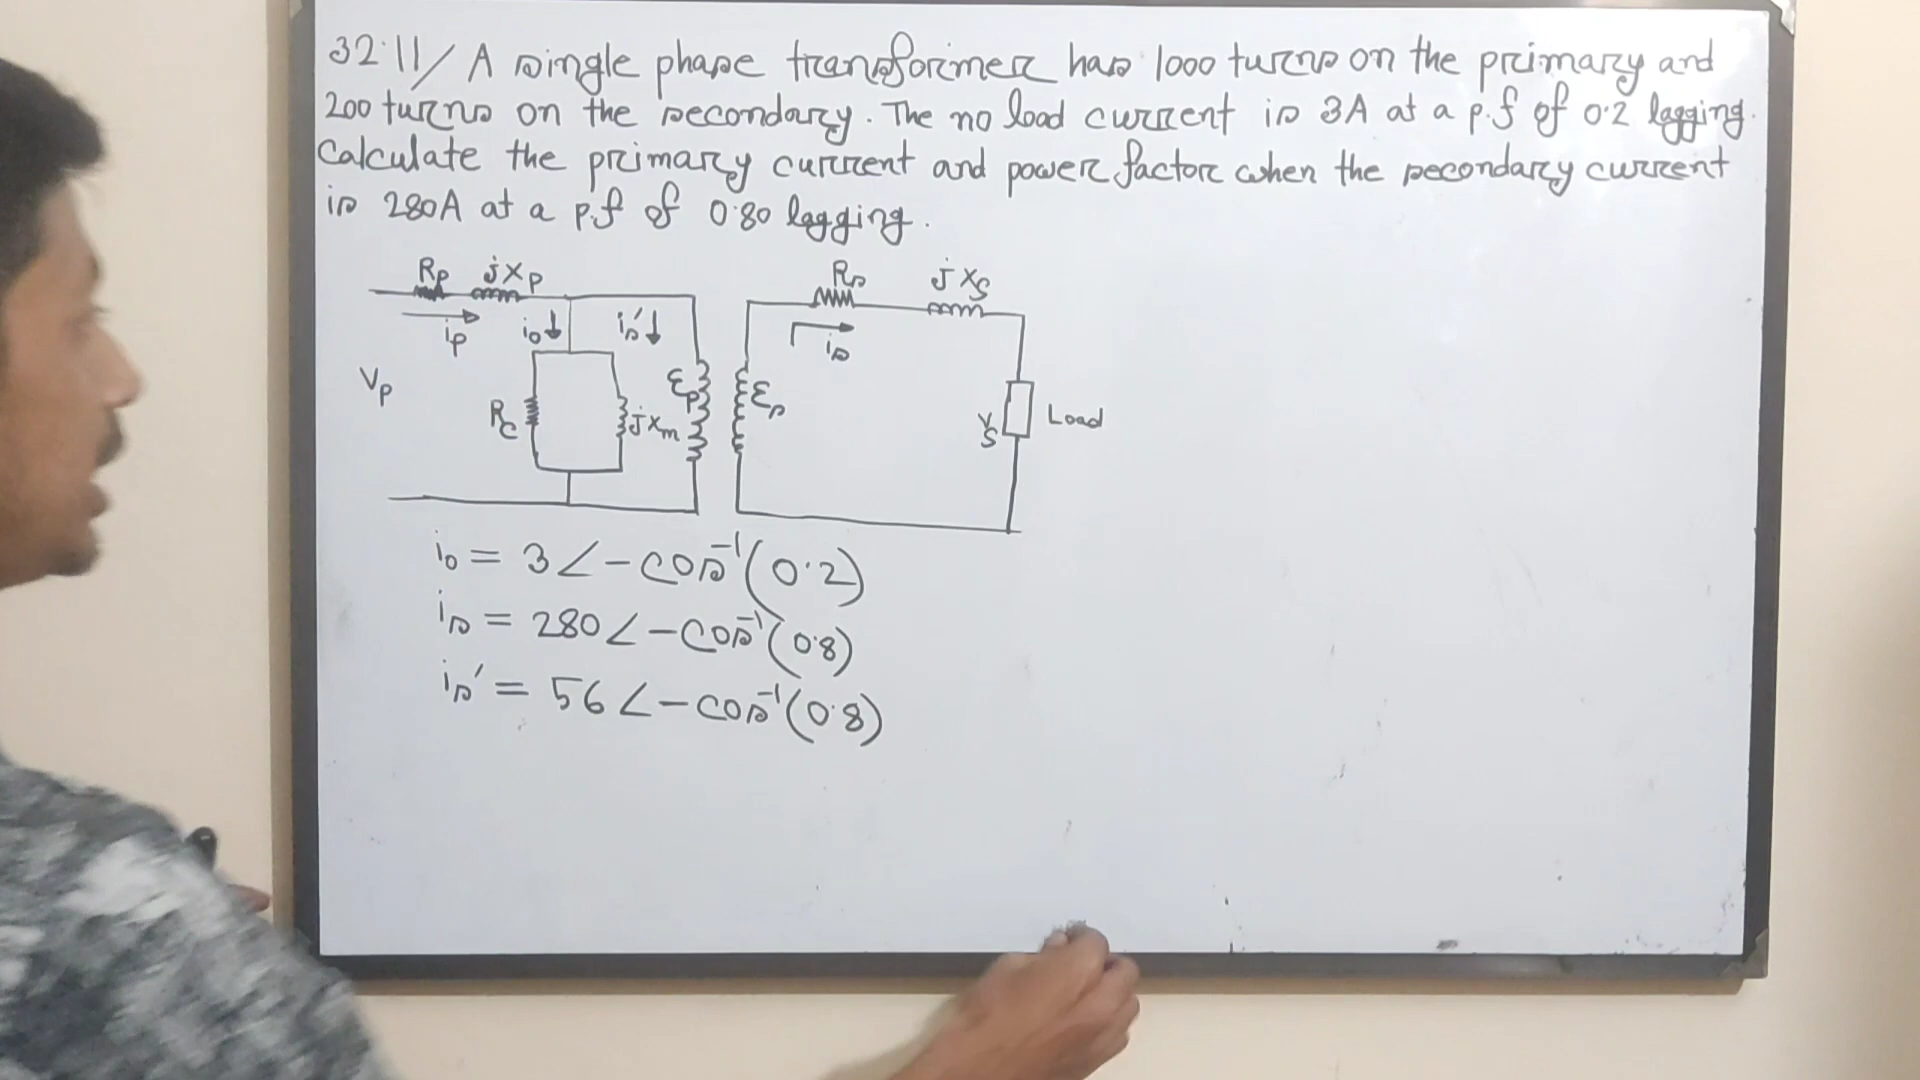 32.11/ A single phase transformer has 1000 turns on the primary and
200 turns on the secondary. The no load current is 3A at a p.f of 0.2 lagging.
Calculate the primary current and power factor when the secondary current
is 280A at a p.f of 0.80 lagging.
Rp jXp
Rs jXs
ip i0↓ is'↓
is
Vp
Rc jXm Ep Es
Vs Load
i0 = 3∠-cos⁻¹(0.2)
is = 280∠-cos⁻¹(0.8)
is' = 56∠-cos⁻¹(0.8)